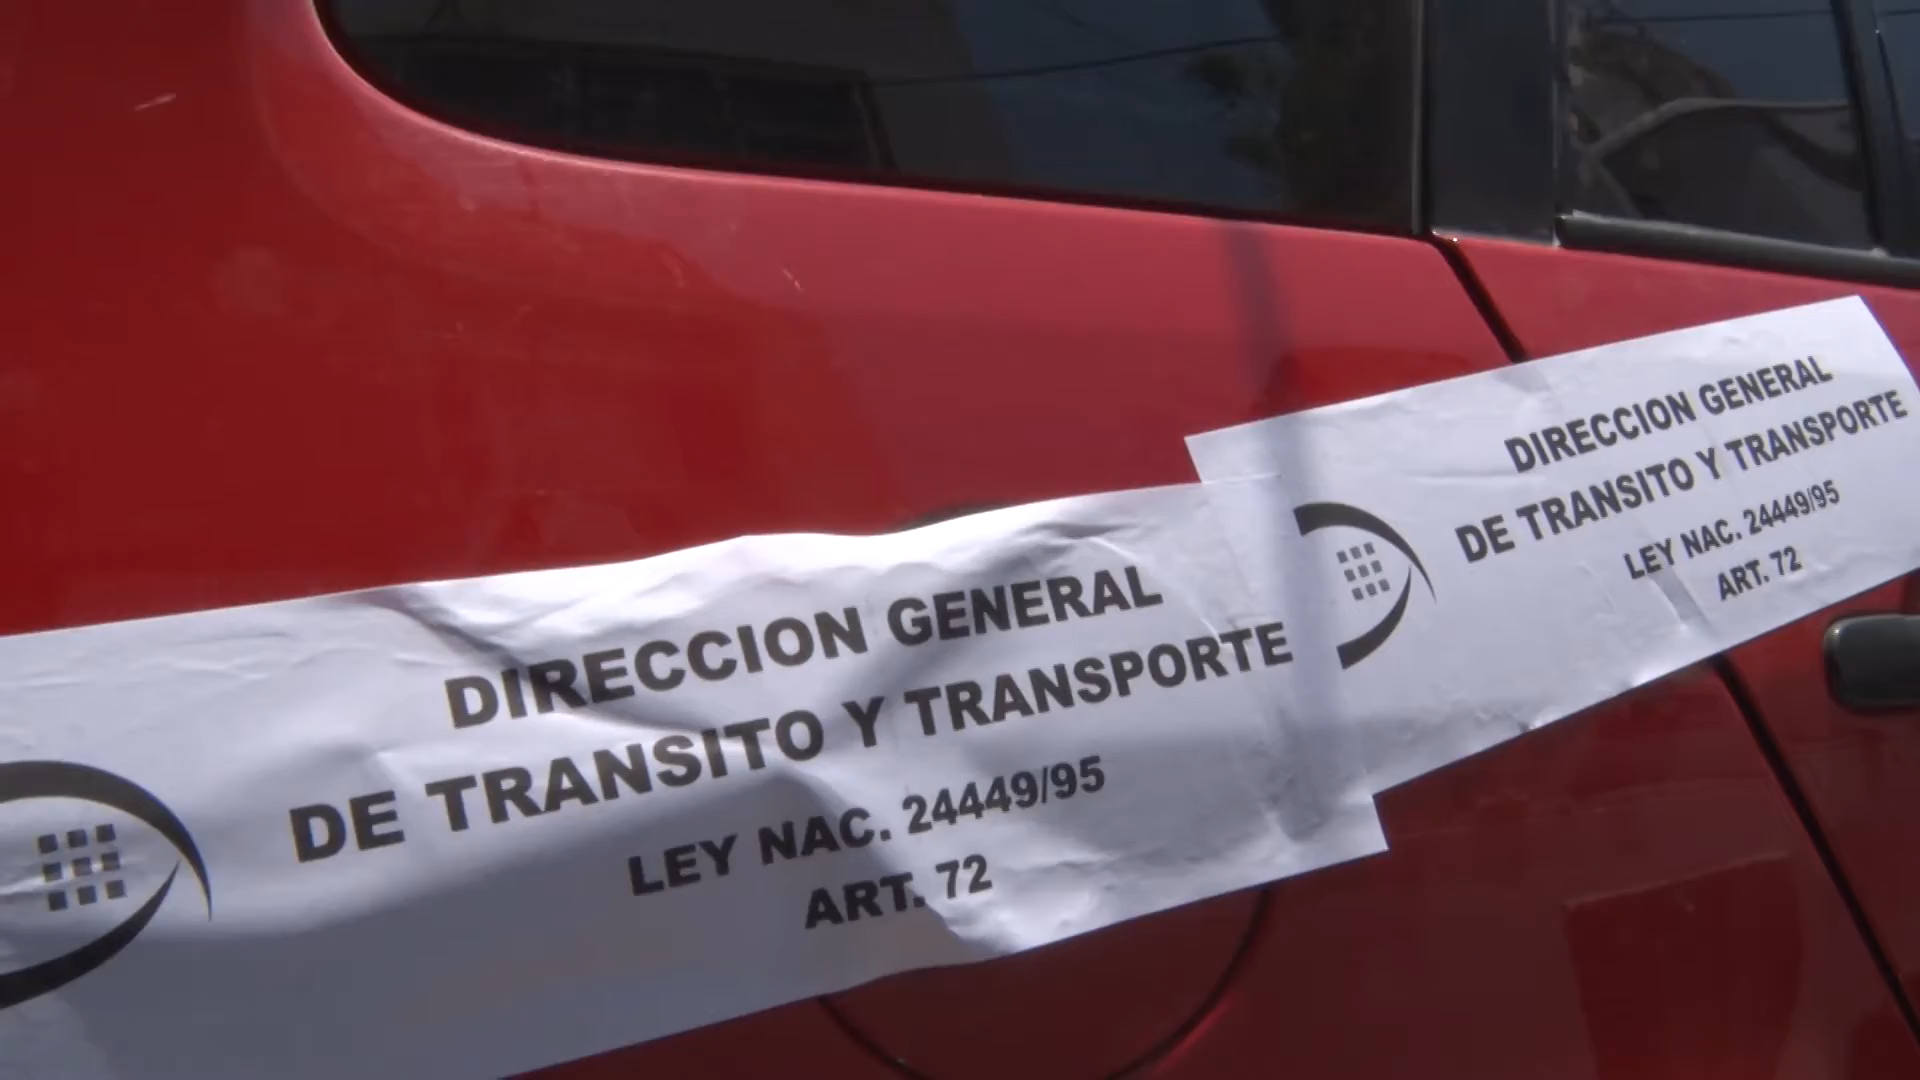 DIRECCION GENERAL
DE TRANSITO Y TRANSPORTE
LEY NAC. 24449/95
ART. 72
DIRECCION GENERAL
DE TRANSITO Y TRANSPORTE
LEY NAC. 24449/95
ART. 72